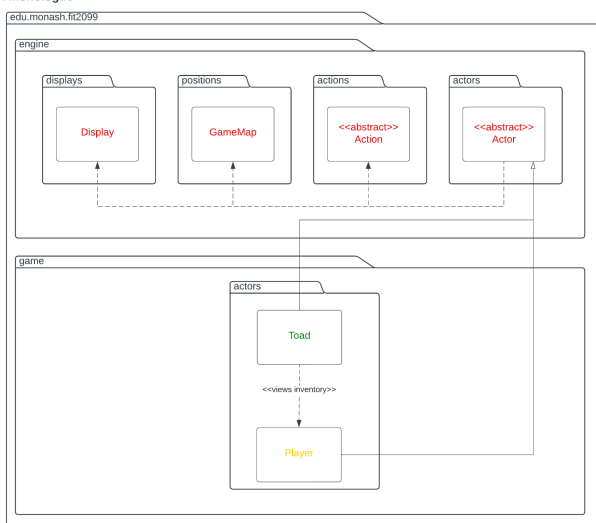 edu.monash.fit2099
engine
displays
positions
actions
actors
Display
GameMap
<<abstract>>
Action
<<abstract>>
Actor
game
actors
Toad
<<views inventory>>
Player